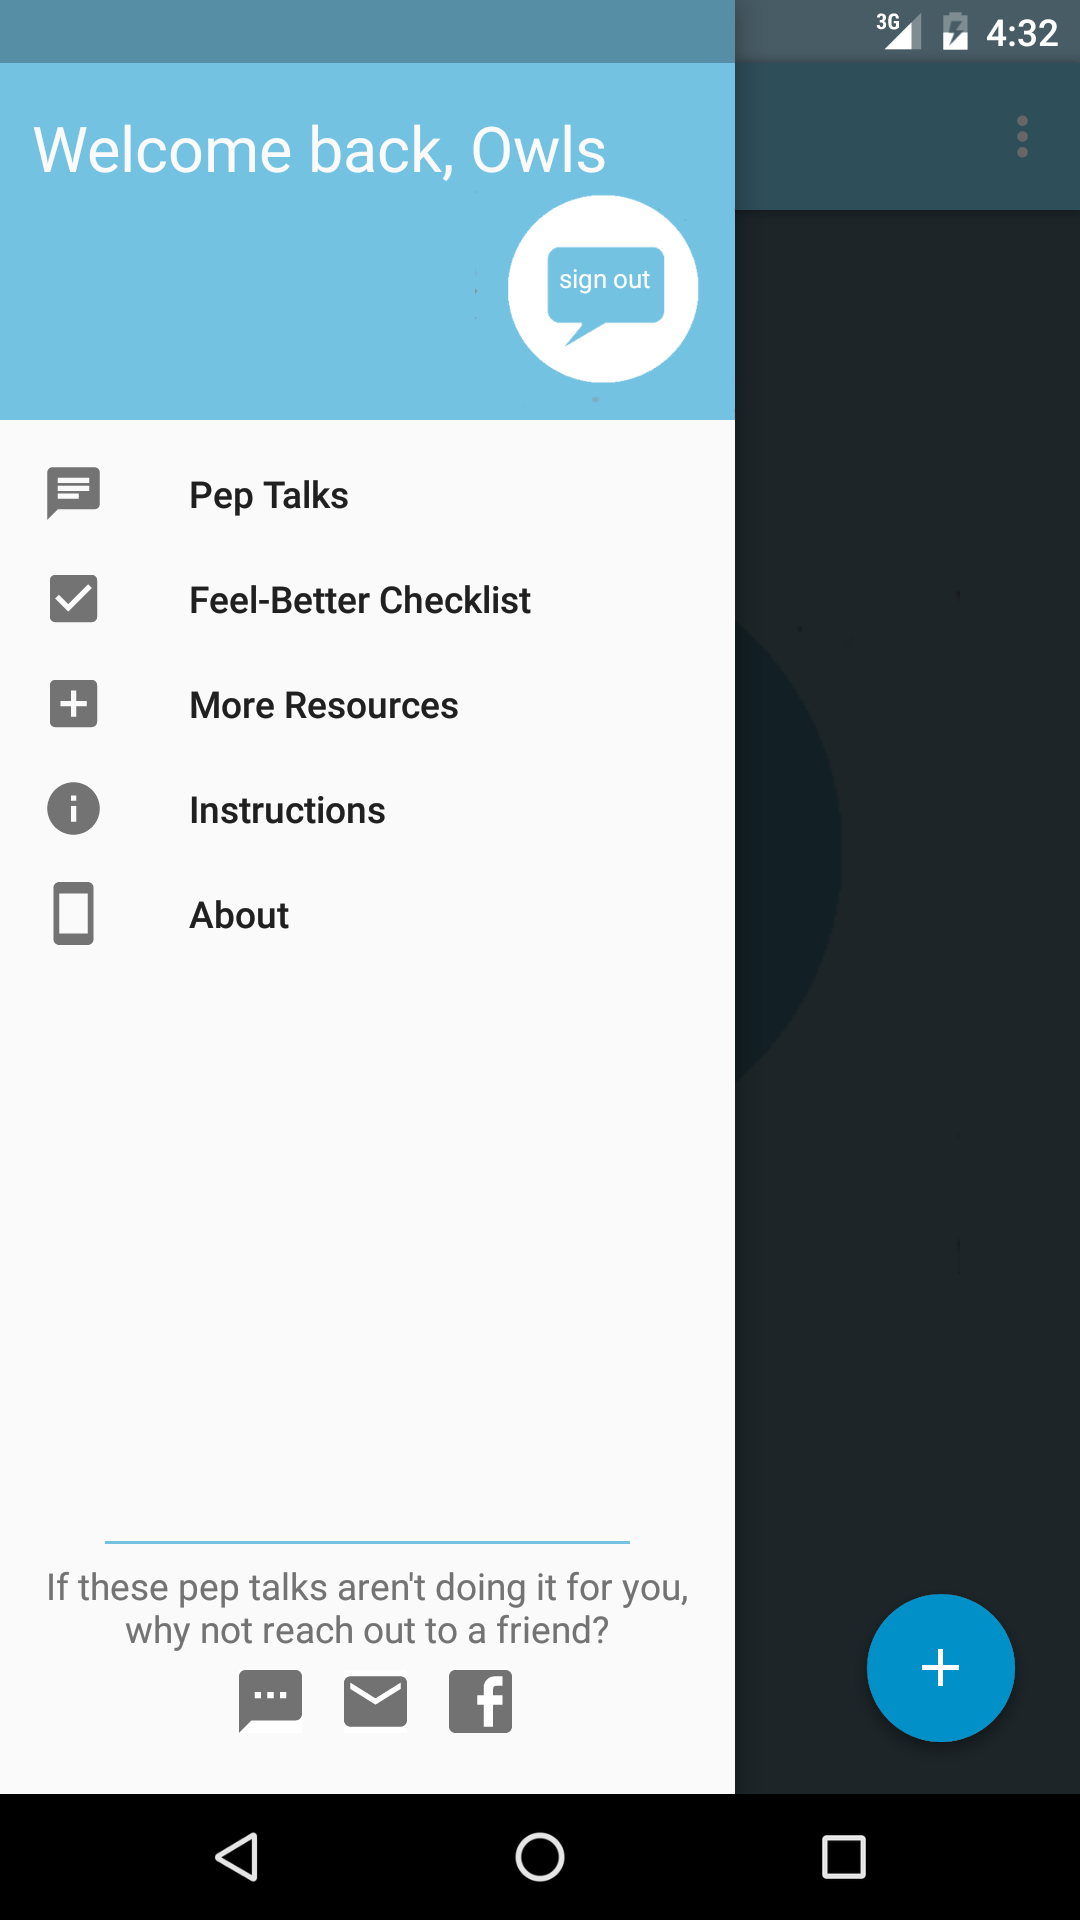 3G 4:32
Welcome back, Owls
sign out
Pep Talks
Feel-Better Checklist
More Resources
Instructions
About
If these pep talks aren't doing it for you,
why not reach out to a friend?